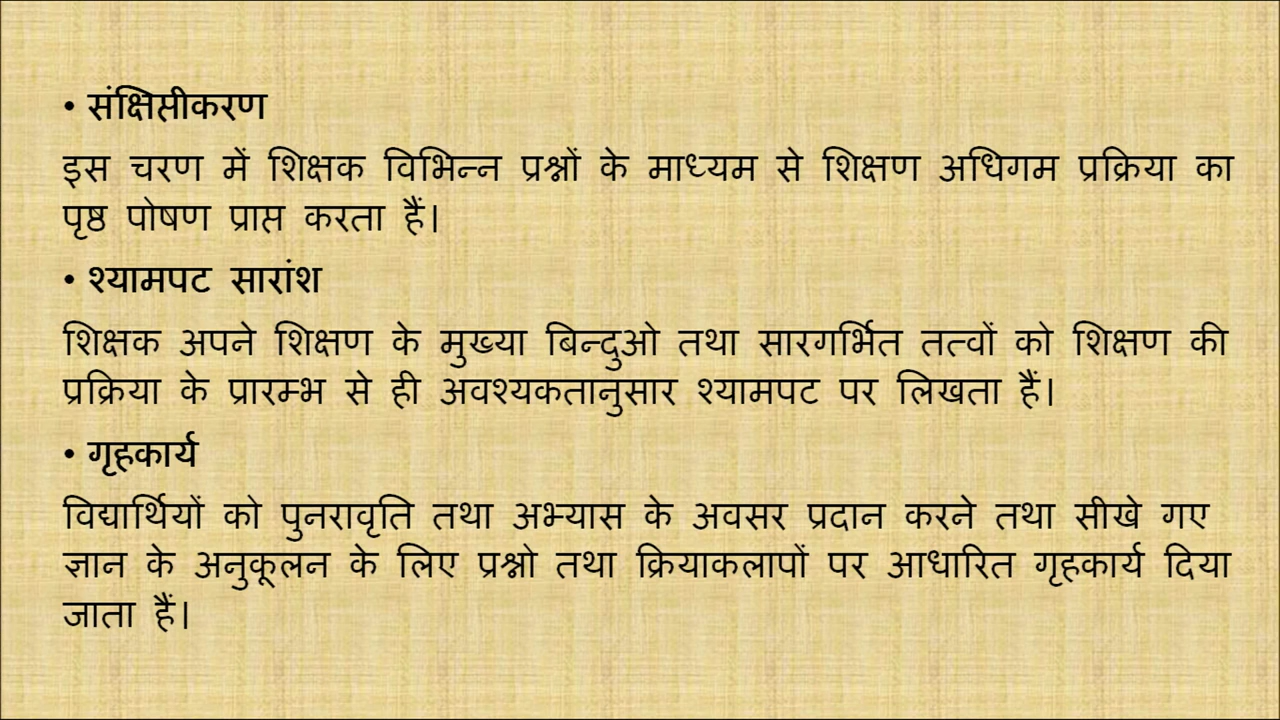 • संक्षिप्तीकरण
इस चरण में शिक्षक विभिन्न प्रश्नों के माध्यम से शिक्षण अधिगम प्रक्रिया का
पृष्ठ पोषण प्राप्त करता हैं।
• श्यामपट सारांश
शिक्षक अपने शिक्षण के मुख्या बिन्दुओ तथा सारगर्भित तत्वों को शिक्षण की
प्रक्रिया के प्रारम्भ से ही अवश्यकतानुसार श्यामपट पर लिखता हैं।
• गृहकार्य
विद्यार्थियों को पुनरावृति तथा अभ्यास के अवसर प्रदान करने तथा सीखे गए
ज्ञान के अनुकूलन के लिए प्रश्नो तथा क्रियाकलापों पर आधारित गृहकार्य दिया
जाता हैं।